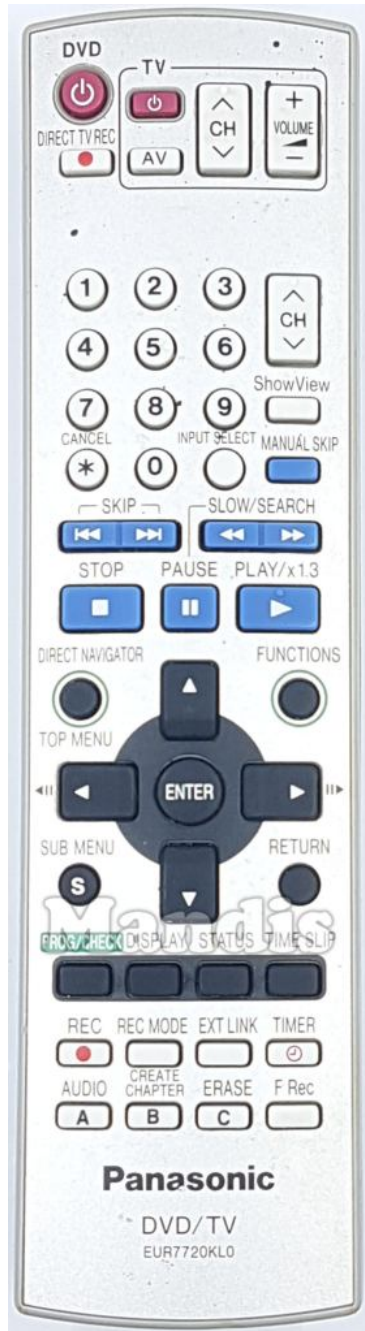 DVD
TV
DIRECT TV REC
AV
CH
+
VOLUME
−
1 2 3
CH
4 5 6
ShowView
7 8 9
CANCEL
INPUT SELECT
MANUAL SKIP
* 0
SKIP
SLOW/SEARCH
STOP PAUSE PLAY/x1.3
DIRECT NAVIGATOR
FUNCTIONS
TOP MENU
ENTER
SUB MENU
RETURN
S
Mandis
PROG/CHECK DISPLAY STATUS TIME SLIP
REC REC MODE EXT LINK TIMER
AUDIO CREATE CHAPTER ERASE F Rec
A B C
Panasonic
DVD/TV
EUR7720KL0